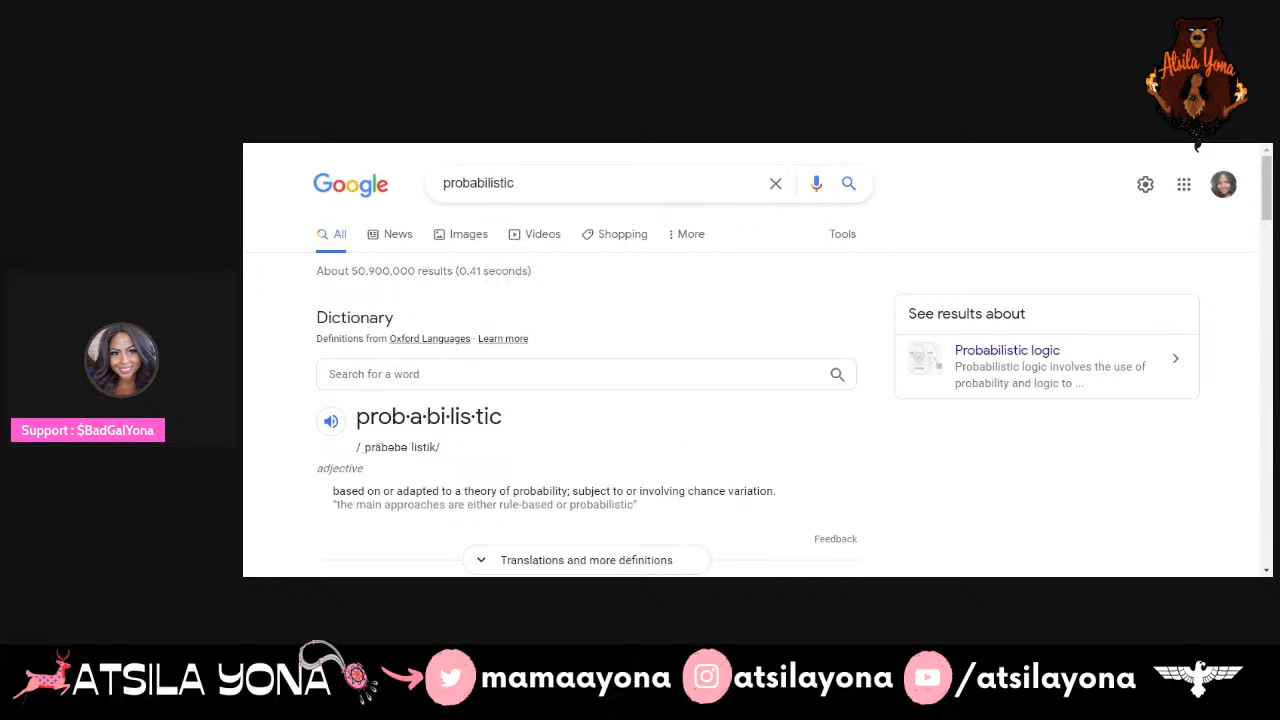 Atsila Yona
Google
probabilistic
All
News
Images
Videos
Shopping
More
Tools
About 50,900,000 results (0.41 seconds)
Dictionary
Definitions from Oxford Languages · Learn more
Search for a word
prob·a·bi·lis·tic
/ˌpräbəbəˈlistik/
adjective
based on or adapted to a theory of probability; subject to or involving chance variation.
"the main approaches are either rule-based or probabilistic"
Feedback
Translations and more definitions
See results about
Probabilistic logic
Probabilistic logic involves the use of
probability and logic to ...
Support : $BadGalYona
ATSILA YONA
mamaayona
atsilayona
/atsilayona